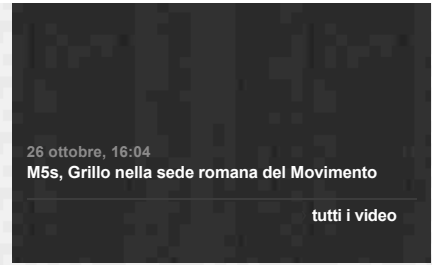 26 ottobre, 16:04
M5s, Grillo nella sede romana del Movimento
tutti i video